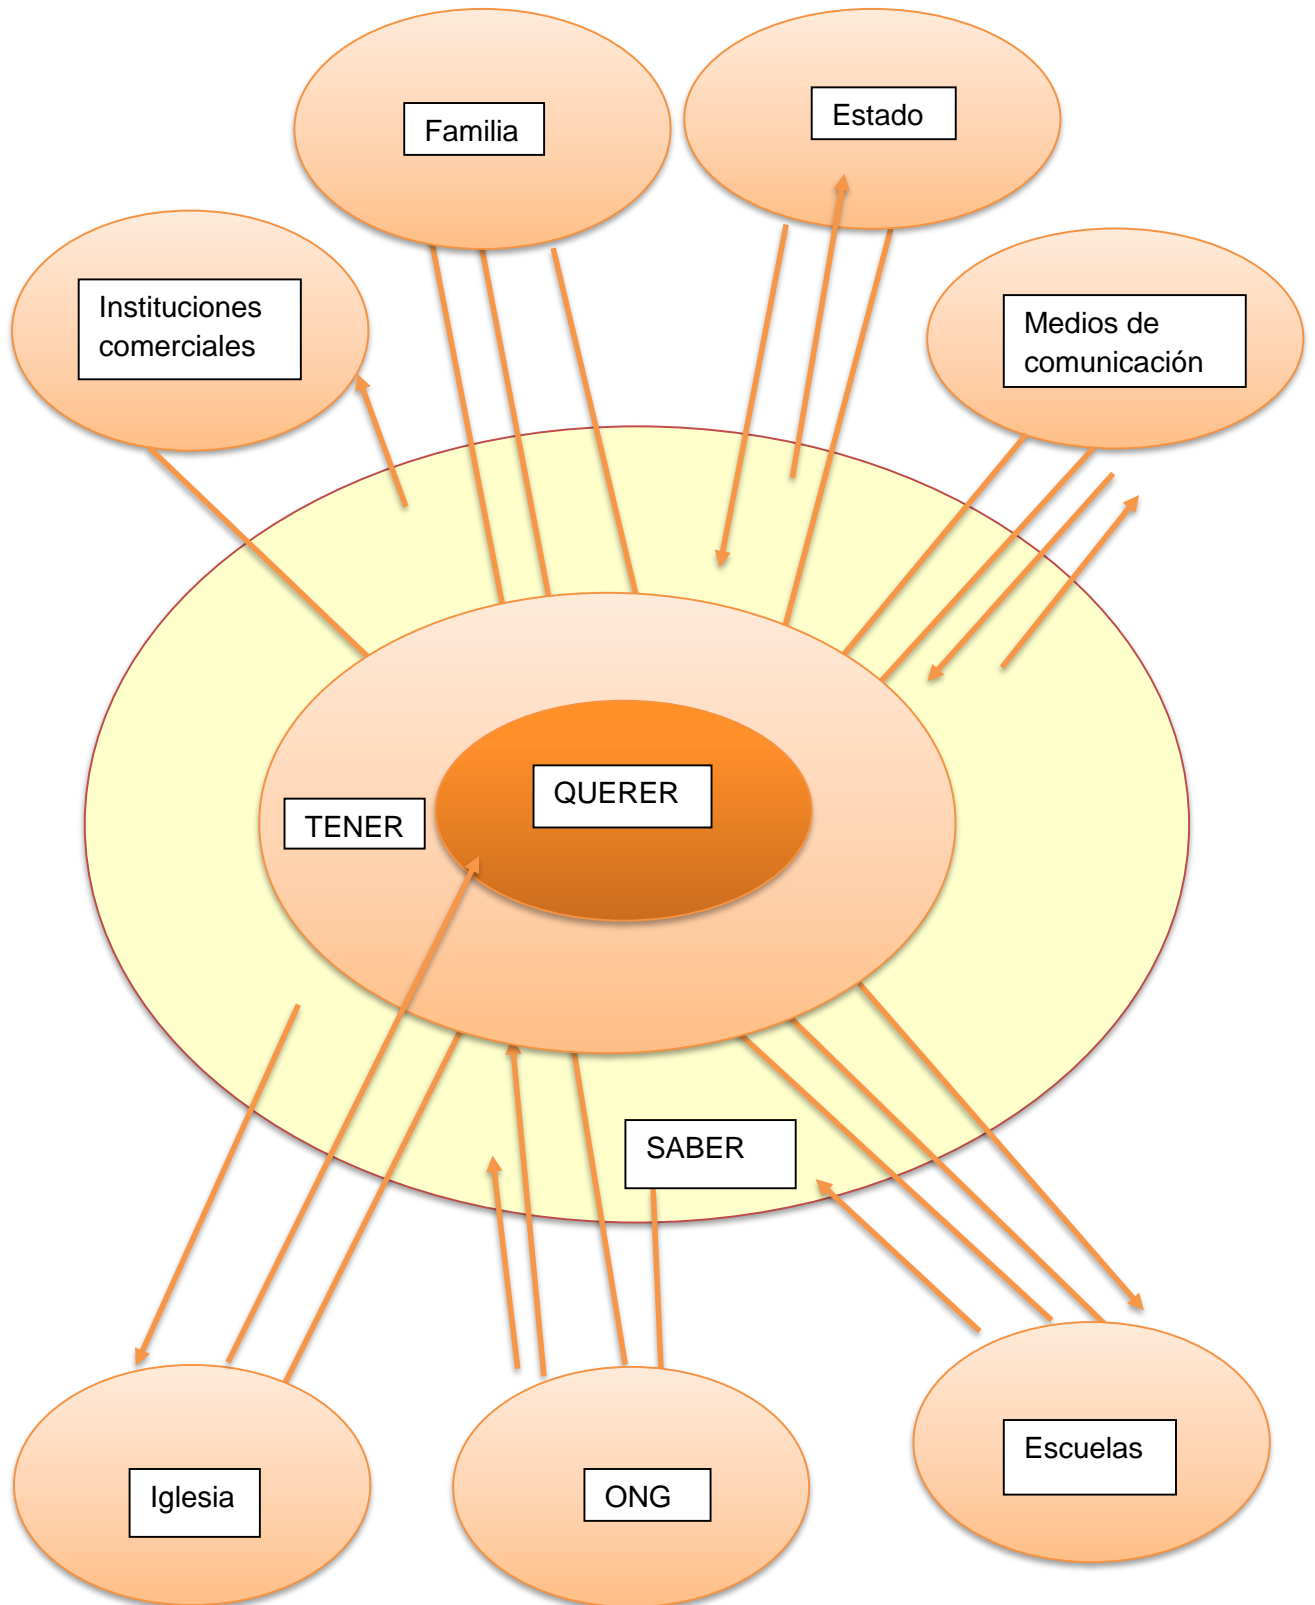 Familia
Estado
Instituciones
comerciales
Medios de
comunicación
QUERER
TENER
SABER
Escuelas
Iglesia
ONG